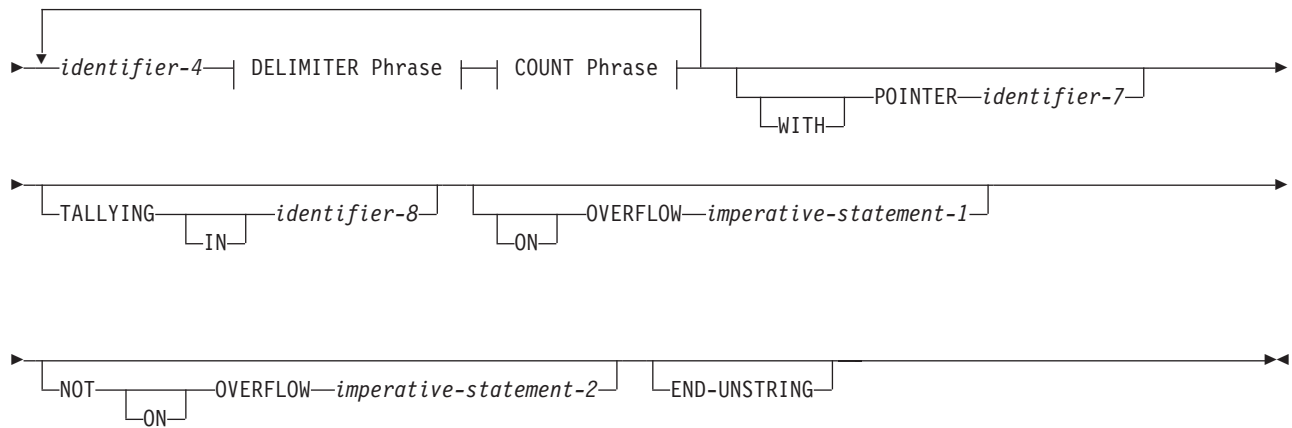 identifier-4 DELIMITER Phrase COUNT Phrase
POINTER identifier-7
WITH
TALLYING identifier-8 OVERFLOW imperative-statement-1
IN ON
NOT OVERFLOW imperative-statement-2 END-UNSTRING
ON